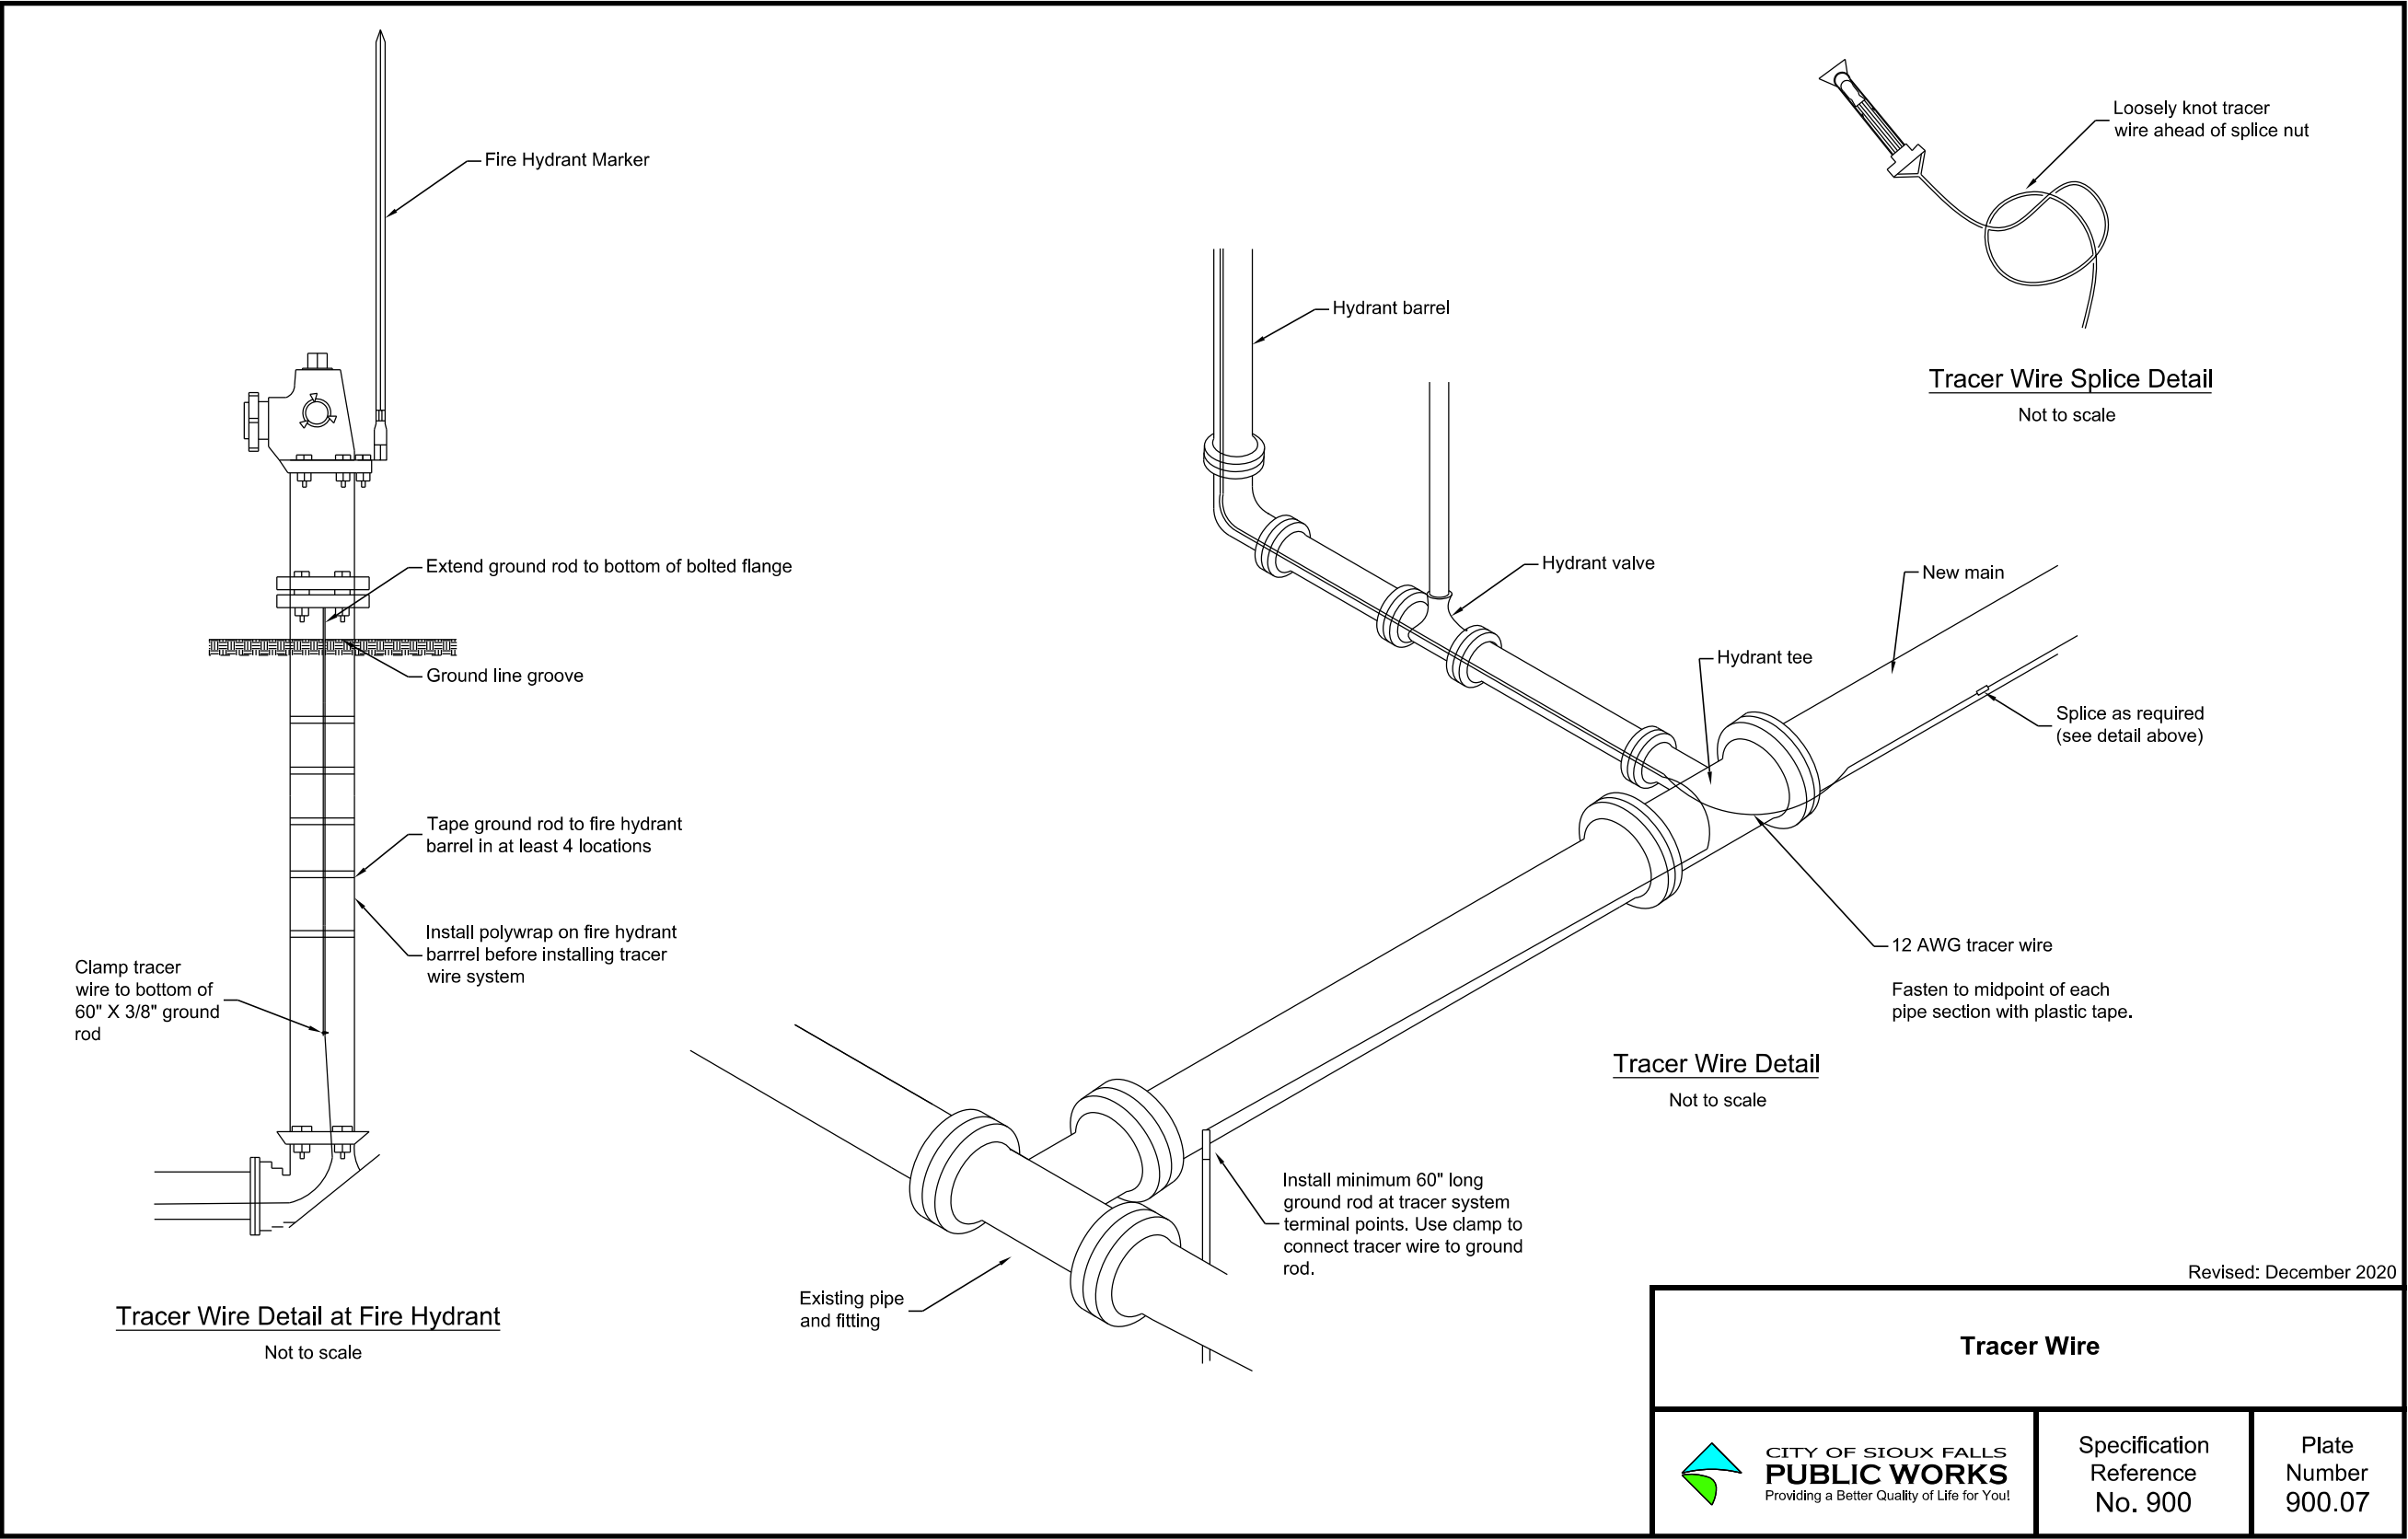 Fire Hydrant Marker
Extend ground rod to bottom of bolted flange
Ground line groove
Tape ground rod to fire hydrant
barrel in at least 4 locations
Install polywrap on fire hydrant
barrrel before installing tracer
wire system
Clamp tracer
wire to bottom of
60" X 3/8" ground
rod
Tracer Wire Detail at Fire Hydrant
Not to scale
Loosely knot tracer
wire ahead of splice nut
Tracer Wire Splice Detail
Not to scale
Hydrant barrel
Hydrant valve
New main
Hydrant tee
Splice as required
(see detail above)
12 AWG tracer wire
Fasten to midpoint of each
pipe section with plastic tape.
Tracer Wire Detail
Not to scale
Install minimum 60" long
ground rod at tracer system
terminal points. Use clamp to
connect tracer wire to ground
rod.
Existing pipe
and fitting
Revised: December 2020
Tracer Wire
CITY OF SIOUX FALLS
PUBLIC WORKS
Providing a Better Quality of Life for You!
Specification
Reference
No. 900
Plate
Number
900.07